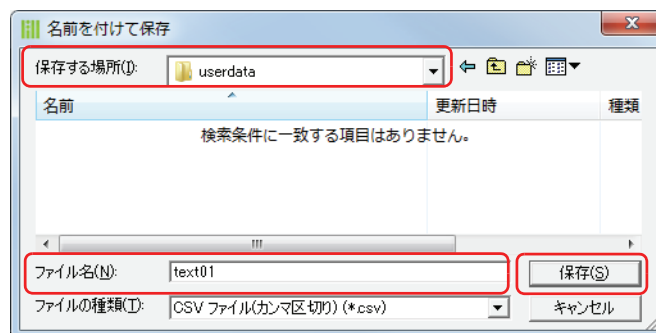 名前を付けて保存
保存する場所(I): userdata
名前 更新日時 種類
検索条件に一致する項目はありません。
ファイル名(N): text01 保存(S)
ファイルの種類(T): CSV ファイル(カンマ区切り) (*.csv) キャンセル